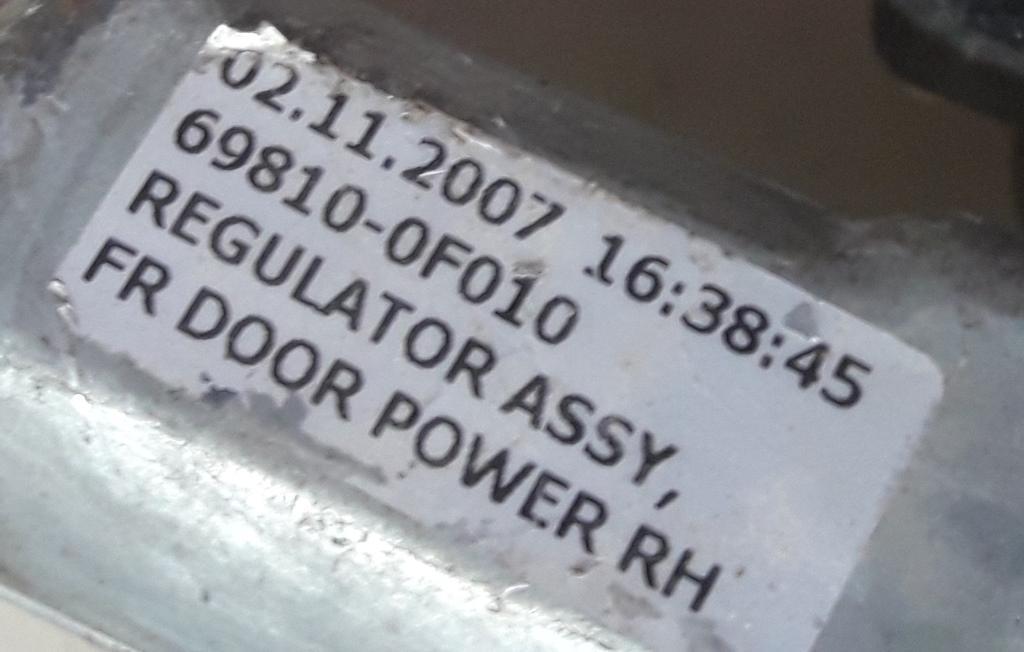 02.11.2007 16:38:45
69810-0F010
REGULATOR ASSY,
FR DOOR POWER RH